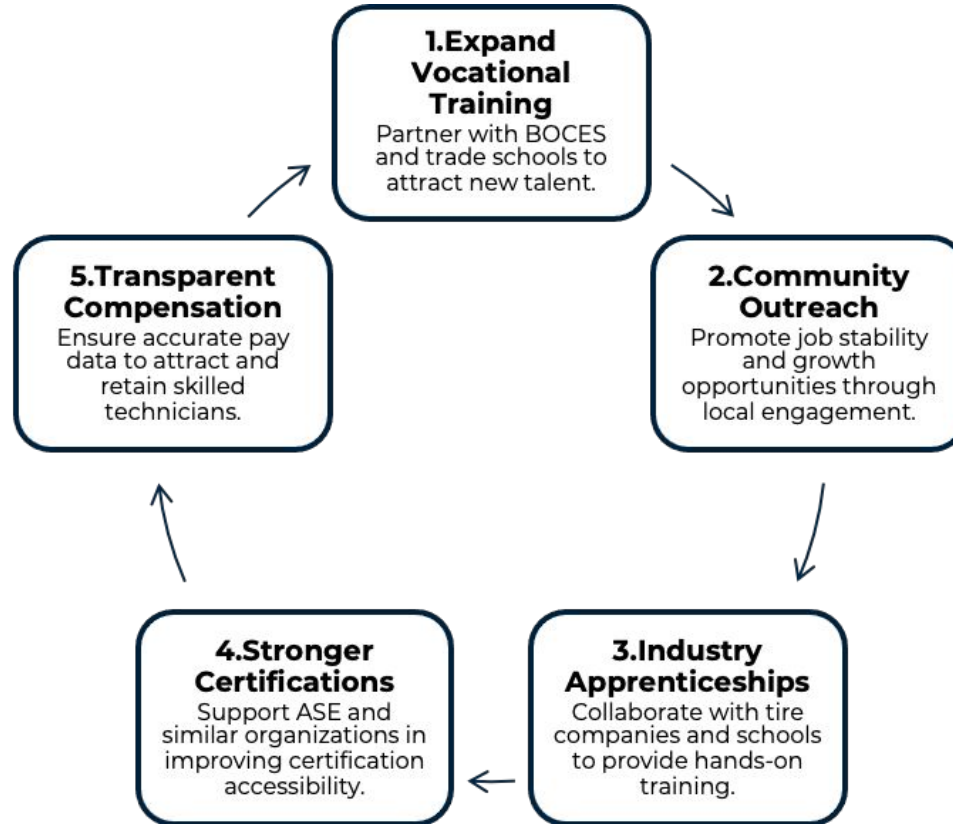 1.Expand
Vocational
Training
Partner with BOCES
and trade schools to
attract new talent.
2.Community
Outreach
Promote job stability
and growth
opportunities through
local engagement.
3.Industry
Apprenticeships
Collaborate with tire
companies and schools
to provide hands-on
training.
4.Stronger
Certifications
Support ASE and
similar organizations in
improving certification
accessibility.
5.Transparent
Compensation
Ensure accurate pay
data to attract and
retain skilled
technicians.